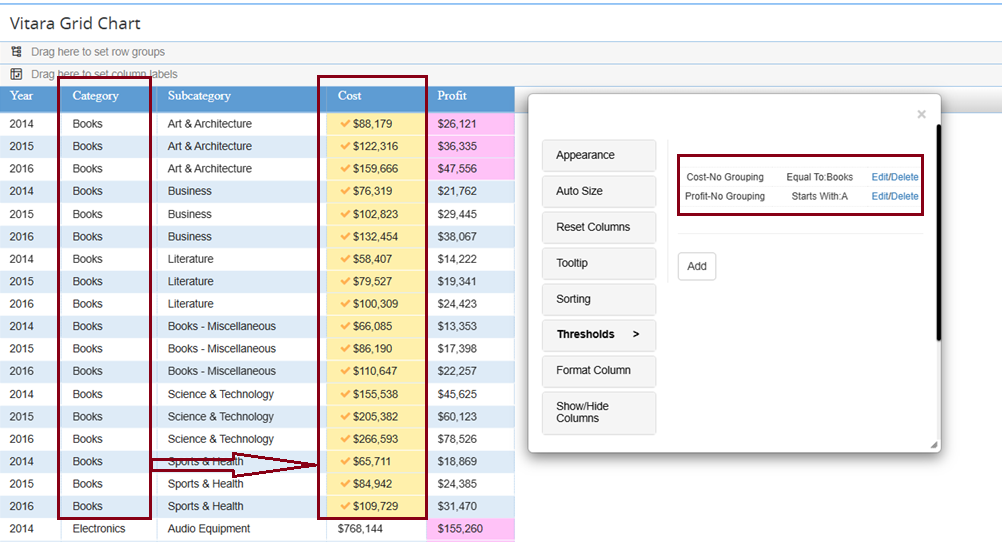 Vitara Grid Chart
Drag here to set row groups
Drag here to set column labels
Year Category Subcategory Cost Profit
2014 Books Art & Architecture $88,179 $26,121
2015 Books Art & Architecture $122,316 $36,335
2016 Books Art & Architecture $159,666 $47,556
2014 Books Business $76,319 $21,762
2015 Books Business $102,823 $29,445
2016 Books Business $132,454 $38,067
2014 Books Literature $58,407 $14,222
2015 Books Literature $79,527 $19,341
2016 Books Literature $100,309 $24,423
2014 Books Books - Miscellaneous $66,085 $13,353
2015 Books Books - Miscellaneous $86,190 $17,398
2016 Books Books - Miscellaneous $110,647 $22,257
2014 Books Science & Technology $155,538 $45,625
2015 Books Science & Technology $205,382 $60,123
2016 Books Science & Technology $266,593 $78,526
2014 Books Sports & Health $65,711 $18,869
2015 Books Sports & Health $84,942 $24,385
2016 Books Sports & Health $109,729 $31,470
2014 Electronics Audio Equipment $768,144 $155,260
×
Appearance
Auto Size
Reset Columns
Tooltip
Sorting
Thresholds >
Format Column
Show/Hide
Columns
Cost-No Grouping Equal To:Books Edit/Delete
Profit-No Grouping Starts With:A Edit/Delete
Add